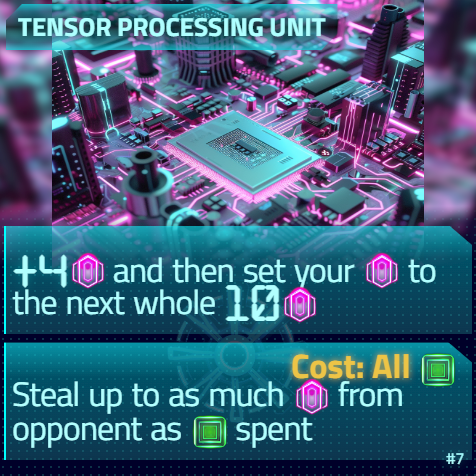 TENSOR PROCESSING UNIT
+4 and then set your to
the next whole 10
Cost: All
Steal up to as much from
opponent as spent
#7